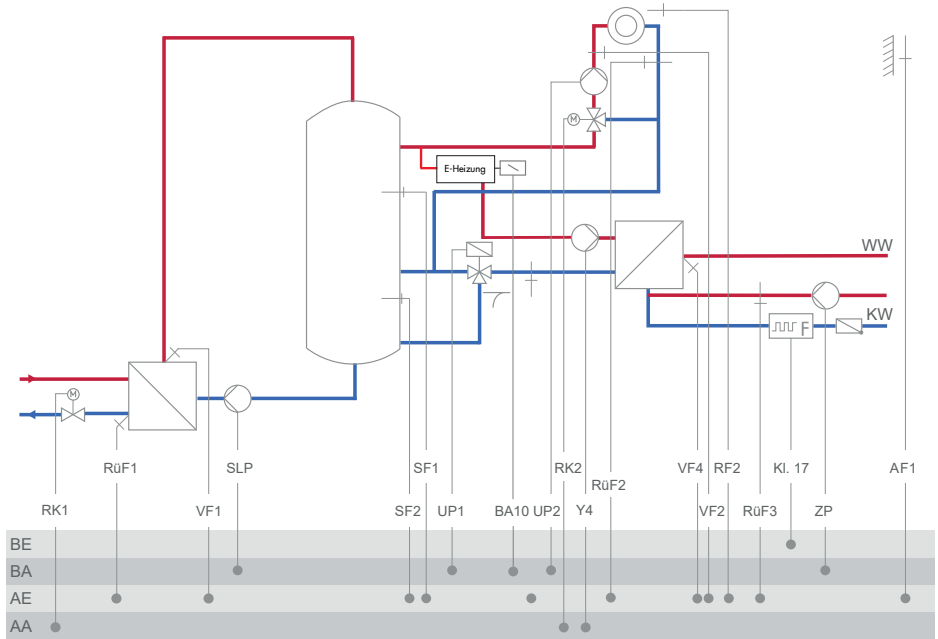 M
E-Heizung
WW
F
KW
M
RüF1
SLP
SF1
RK2
VF4
RF2
Kl. 17
AF1
RüF2
RK1
VF1
SF2
UP1
BA10
UP2
Y4
VF2
RüF3
ZP
BE
BA
AE
AA